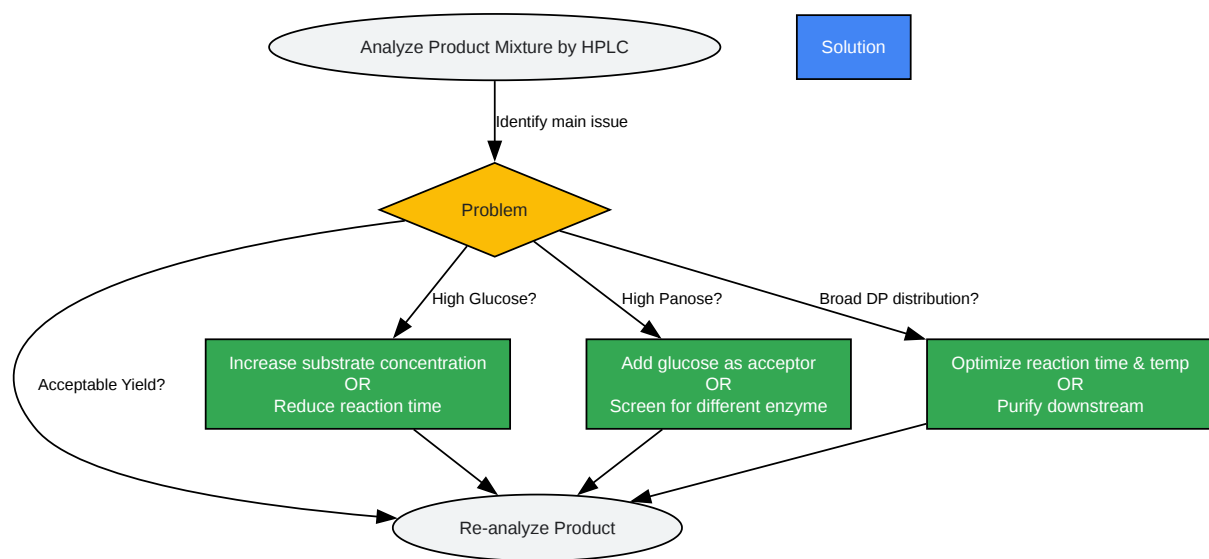 Analyze Product Mixture by HPLC
Solution
Identify main issue
Problem
High Glucose?
High Panose?
Broad DP distribution?
Acceptable Yield?
Increase substrate concentration
OR
Reduce reaction time
Add glucose as acceptor
OR
Screen for different enzyme
Optimize reaction time & temp
OR
Purify downstream
Re-analyze Product